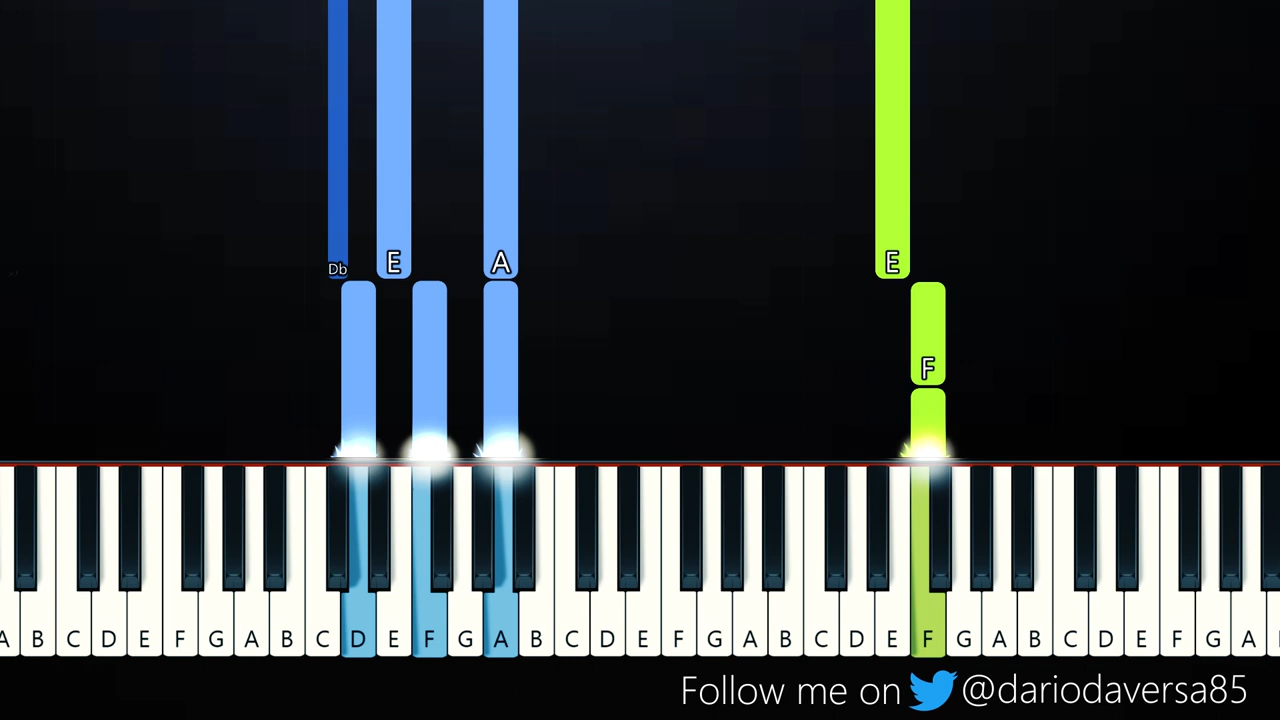 Db E A E
F
A B C D E F G A B C D E F G A B C D E F G A B C D E F G A B C D E F G A
Follow me on @dariodaversa85